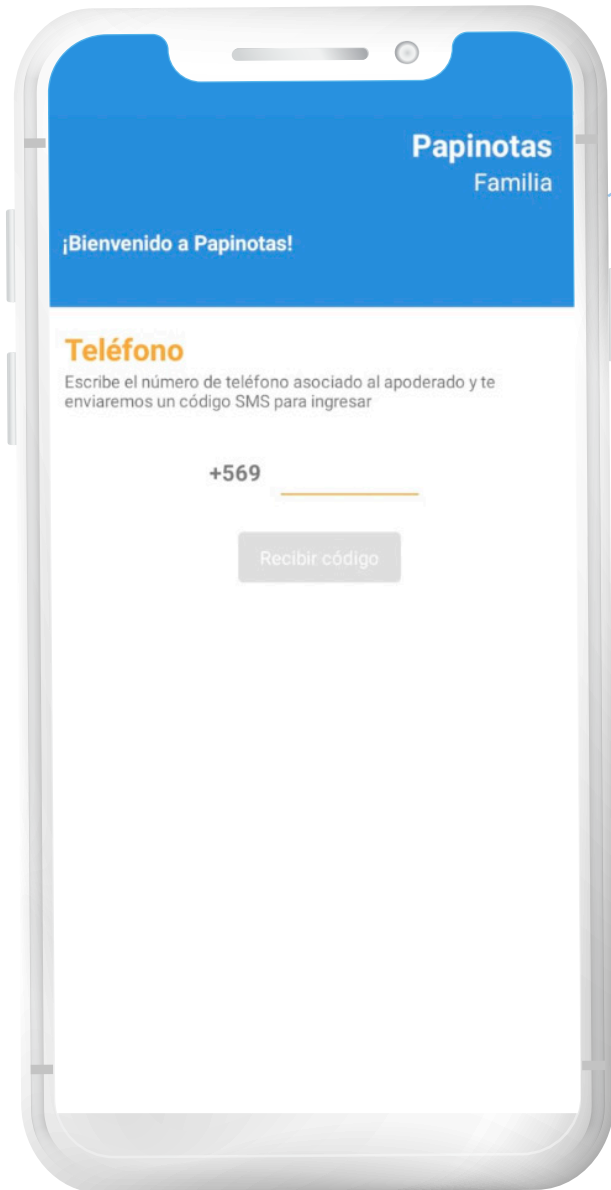 Papinotas
Familia
¡Bienvenido a Papinotas!
Teléfono
Escribe el número de teléfono asociado al apoderado y te
enviaremos un código SMS para ingresar
+569
Recibir código